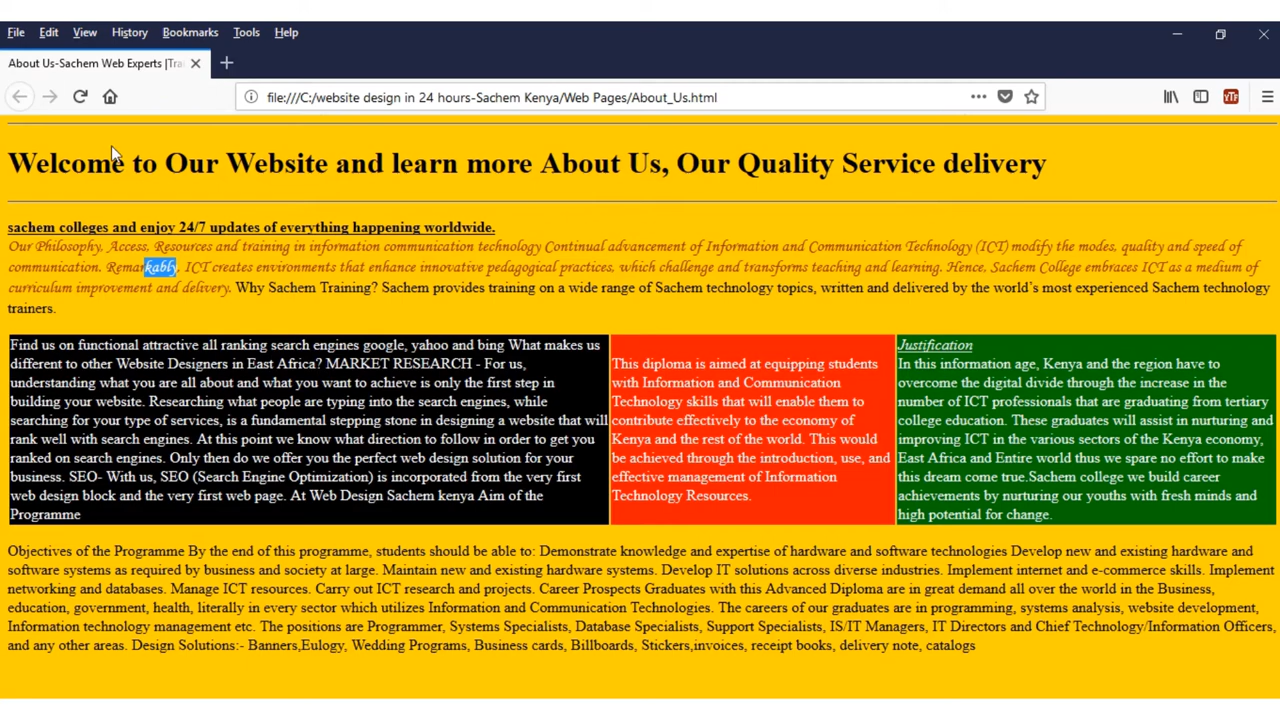 File Edit View History Bookmarks Tools Help
About Us-Sachem Web Experts |Trai
file:///C:/website design in 24 hours-Sachem Kenya/Web Pages/About_Us.html
YTF
Welcome to Our Website and learn more About Us, Our Quality Service delivery
sachem colleges and enjoy 24/7 updates of everything happening worldwide.
Our Philosophy, Access, Resources and training in information communication technology Continual advancement of Information and Communication Technology (ICT) modify the modes, quality and speed of
communication. Remarkably, ICT creates environments that enhance innovative pedagogical practices, which challenge and transforms teaching and learning. Hence, Sachem College embraces ICT as a medium of
curriculum improvement and delivery. Why Sachem Training? Sachem provides training on a wide range of Sachem technology topics, written and delivered by the world's most experienced Sachem technology
trainers.
Find us on functional attractive all ranking search engines google, yahoo and bing What makes us
different to other Website Designers in East Africa? MARKET RESEARCH - For us,
understanding what you are all about and what you want to achieve is only the first step in
building your website. Researching what people are typing into the search engines, while
searching for your type of services, is a fundamental stepping stone in designing a website that will
rank well with search engines. At this point we know what direction to follow in order to get you
ranked on search engines. Only then do we offer you the perfect web design solution for your
business. SEO- With us, SEO (Search Engine Optimization) is incorporated from the very first
web design block and the very first web page. At Web Design Sachem kenya Aim of the
Programme
This diploma is aimed at equipping students
with Information and Communication
Technology skills that will enable them to
contribute effectively to the economy of
Kenya and the rest of the world. This would
be achieved through the introduction, use, and
effective management of Information
Technology Resources.
Justification
In this information age, Kenya and the region have to
overcome the digital divide through the increase in the
number of ICT professionals that are graduating from tertiary
college education. These graduates will assist in nurturing and
improving ICT in the various sectors of the Kenya economy,
East Africa and Entire world thus we spare no effort to make
this dream come true.Sachem college we build career
achievements by nurturing our youths with fresh minds and
high potential for change.
Objectives of the Programme By the end of this programme, students should be able to: Demonstrate knowledge and expertise of hardware and software technologies Develop new and existing hardware and
software systems as required by business and society at large. Maintain new and existing hardware systems. Develop IT solutions across diverse industries. Implement internet and e-commerce skills. Implement
networking and databases. Manage ICT resources. Carry out ICT research and projects. Career Prospects Graduates with this Advanced Diploma are in great demand all over the world in the Business,
education, government, health, literally in every sector which utilizes Information and Communication Technologies. The careers of our graduates are in programming, systems analysis, website development,
Information technology management etc. The positions are Programmer, Systems Specialists, Database Specialists, Support Specialists, IS/IT Managers, IT Directors and Chief Technology/Information Officers,
and any other areas. Design Solutions:- Banners,Eulogy, Wedding Programs, Business cards, Billboards, Stickers,invoices, receipt books, delivery note, catalogs